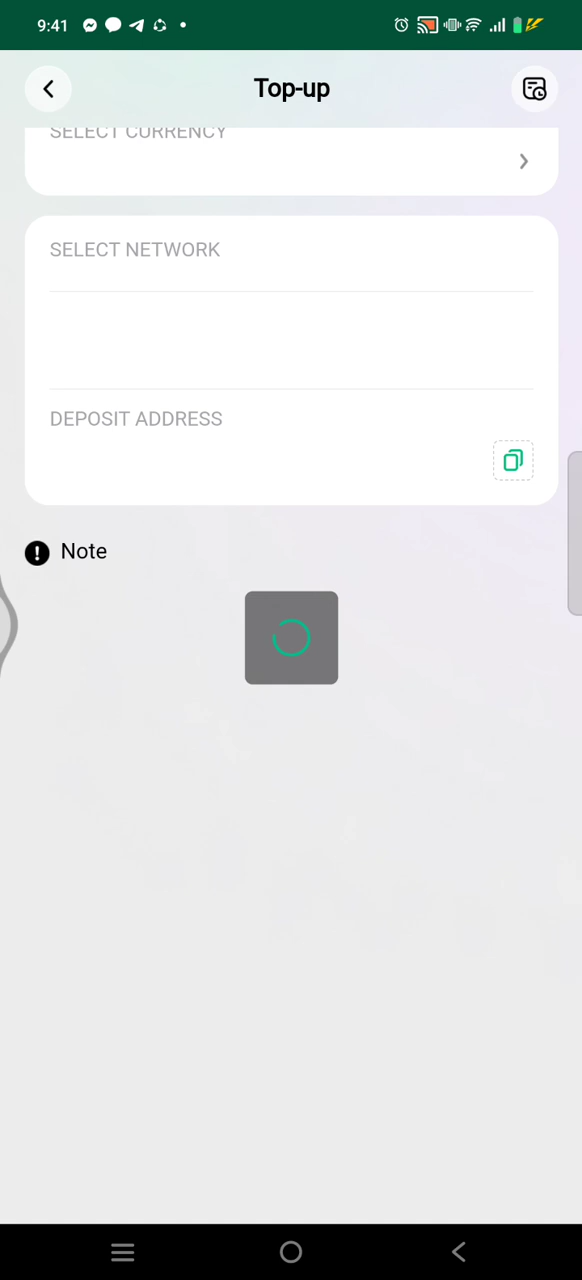 9:41
Top-up
SELECT CURRENCY
SELECT NETWORK
DEPOSIT ADDRESS
Note